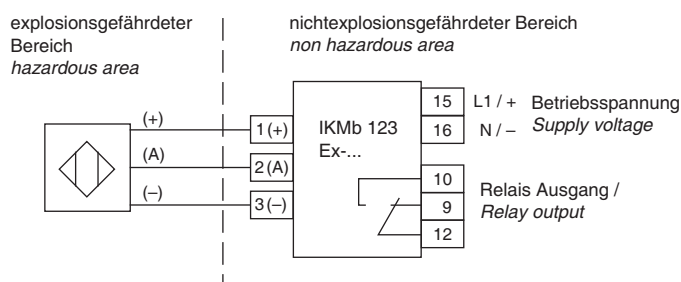 explosionsgefährdeter
Bereich
hazardous area
nichtexplosionsgefährdeter Bereich
non hazardous area
(+)
(A)
(–)
1 (+)
2 (A)
3 (–)
IKMb 123
Ex-...
15 L1 / + Betriebsspannung
16 N / – Supply voltage
10
9
12
Relais Ausgang /
Relay output